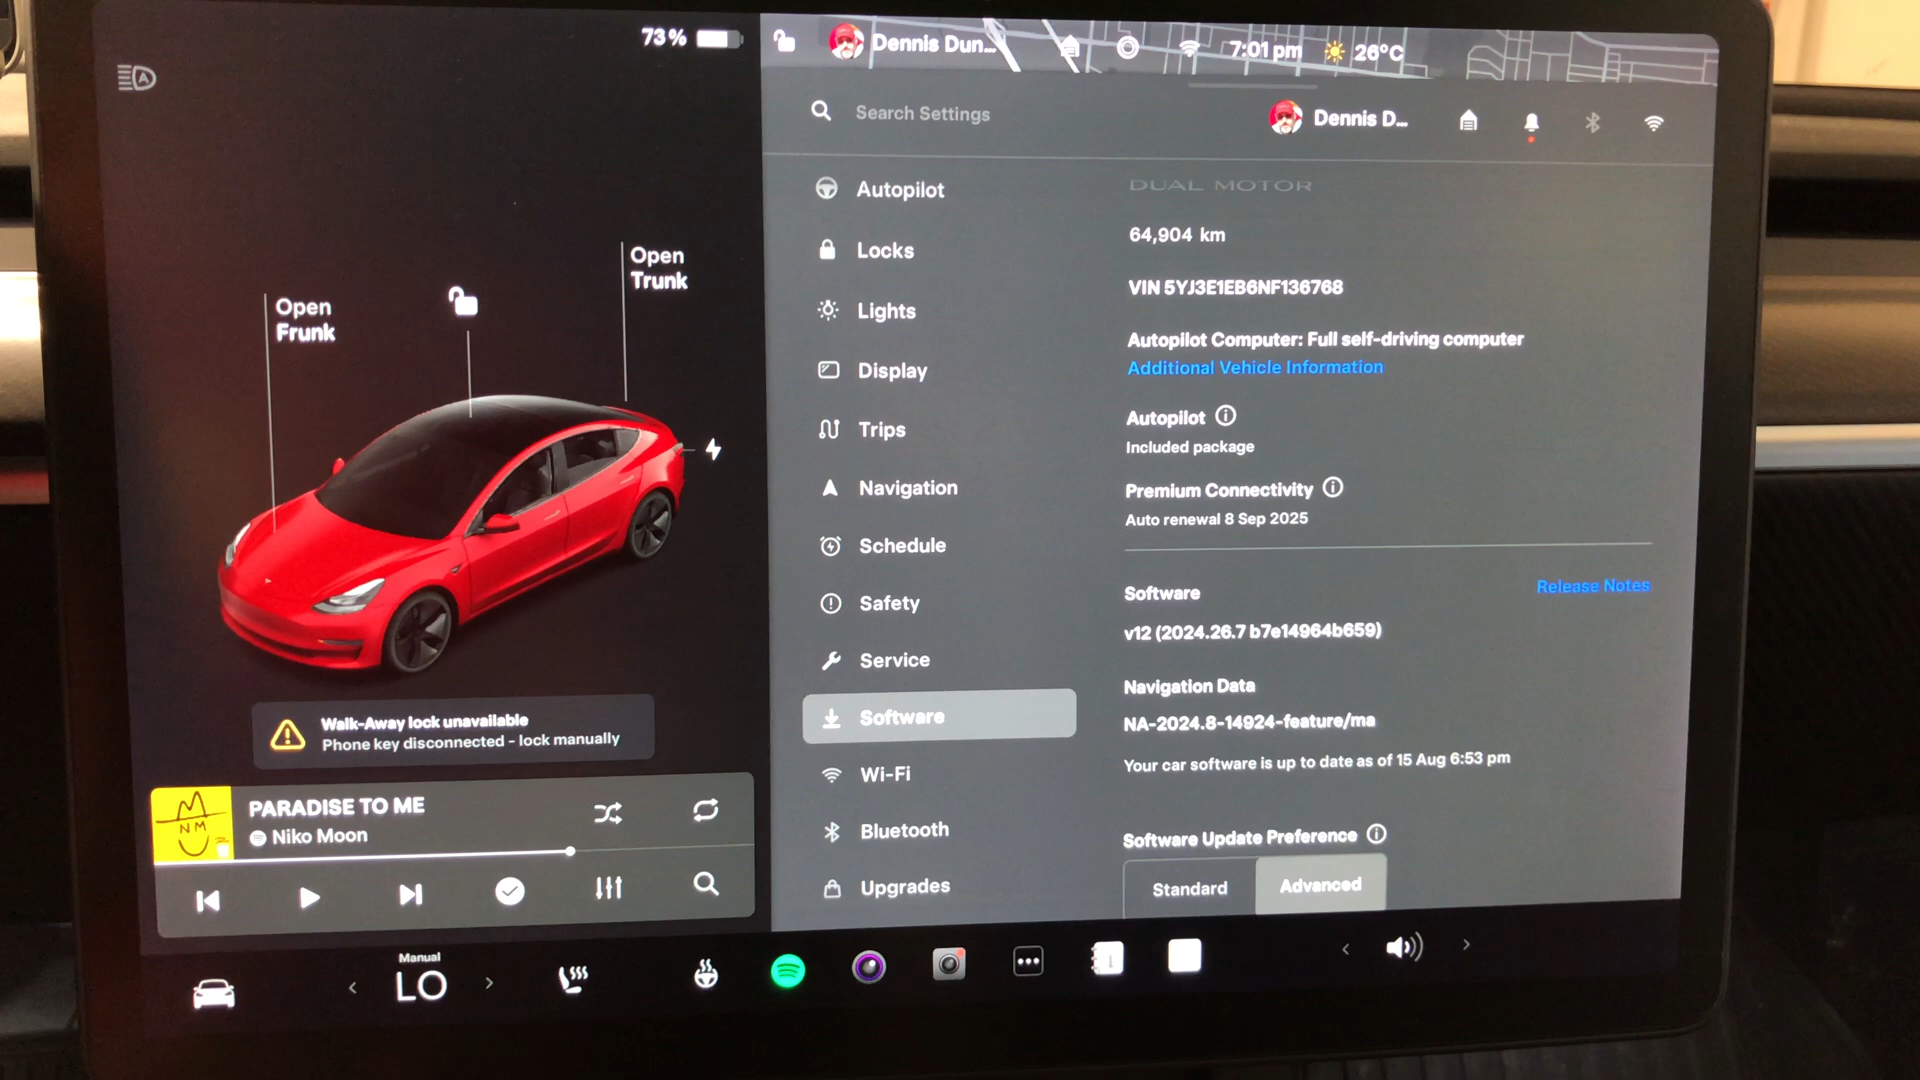 73%
Dennis Dun...
7:01 pm
26°C
Search Settings
Dennis D...
Open
Frunk
Open
Trunk
Walk-Away lock unavailable
Phone key disconnected - lock manually
PARADISE TO ME
Niko Moon
NM
Manual
LO
Autopilot
Locks
Lights
Display
Trips
Navigation
Schedule
Safety
Service
Software
Wi-Fi
Bluetooth
Upgrades
DUAL MOTOR
64,904 km
VIN 5YJ3E1EB6NF136768
Autopilot Computer: Full self-driving computer
Additional Vehicle Information
Autopilot
Included package
Premium Connectivity
Auto renewal 8 Sep 2025
Software
Release Notes
v12 (2024.26.7 b7e14964b659)
Navigation Data
NA-2024.8-14924-feature/ma
Your car software is up to date as of 15 Aug 6:53 pm
Software Update Preference
Standard
Advanced